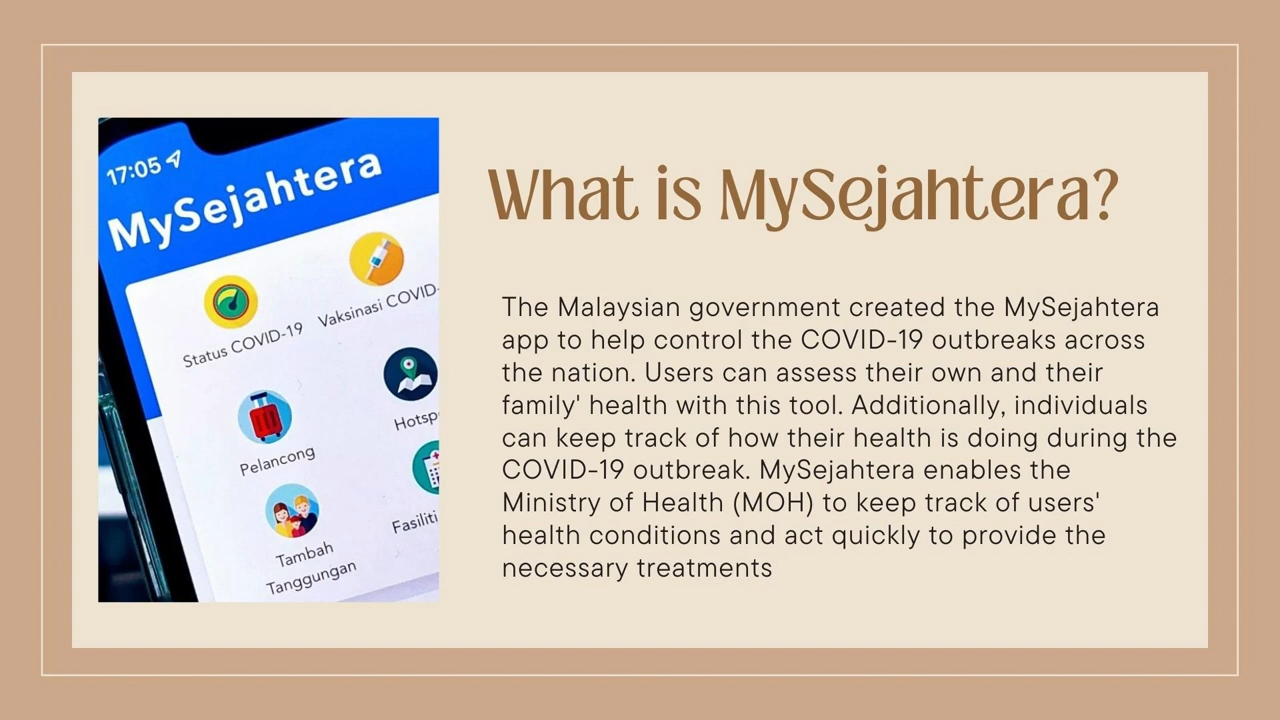 17:05
MySejahtera
Status COVID-19
Vaksinasi COVID-
Pelancong
Hotsp
Tambah
Tanggungan
Fasiliti
What is MySejahtera?
The Malaysian government created the MySejahtera
app to help control the COVID-19 outbreaks across
the nation. Users can assess their own and their
family' health with this tool. Additionally, individuals
can keep track of how their health is doing during the
COVID-19 outbreak. MySejahtera enables the
Ministry of Health (MOH) to keep track of users'
health conditions and act quickly to provide the
necessary treatments